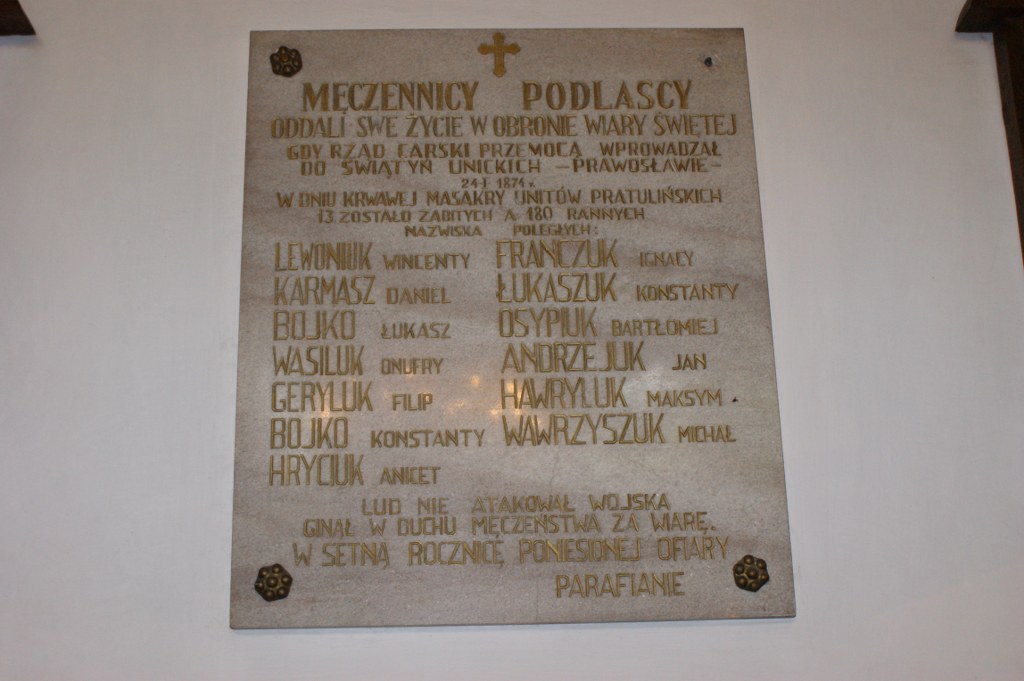 MĘCZENNICY PODLASCY
ODDALI SWE ŻYCIE W OBRONIE WIARY ŚWIĘTEJ
GDY RZĄD CARSKI PRZEMOCĄ WPROWADZAŁ
DO ŚWIĄTYŃ UNICKICH -PRAWOSŁAWIE-
24·I· 1874 r.
W DNIU KRWAWEJ MASAKRY UNITÓW PRATULIŃSKICH
13 ZOSTAŁO ZABITYCH A 180 RANNYCH
NAZWISKA POLEGŁYCH:
LEWONIUK WINCENTY FRANCZUK IGNACY
KARMASZ DANIEL ŁUKASZUK KONSTANTY
BOJKO ŁUKASZ OSYPIUK BARTŁOMIEJ
WASILUK ONUFRY ANDRZEJUK JAN
GERYLUK FILIP HAWRYLUK MAKSYM
BOJKO KONSTANTY WAWRZYSZUK MICHAŁ
HRYCIUK ANICET
LUD NIE ATAKOWAŁ WOJSKA
GINĄŁ W DUCHU MĘCZEŃSTWA ZA WIARĘ.
W SETNĄ ROCZNICĘ PONIESIONEJ OFIARY
PARAFIANIE